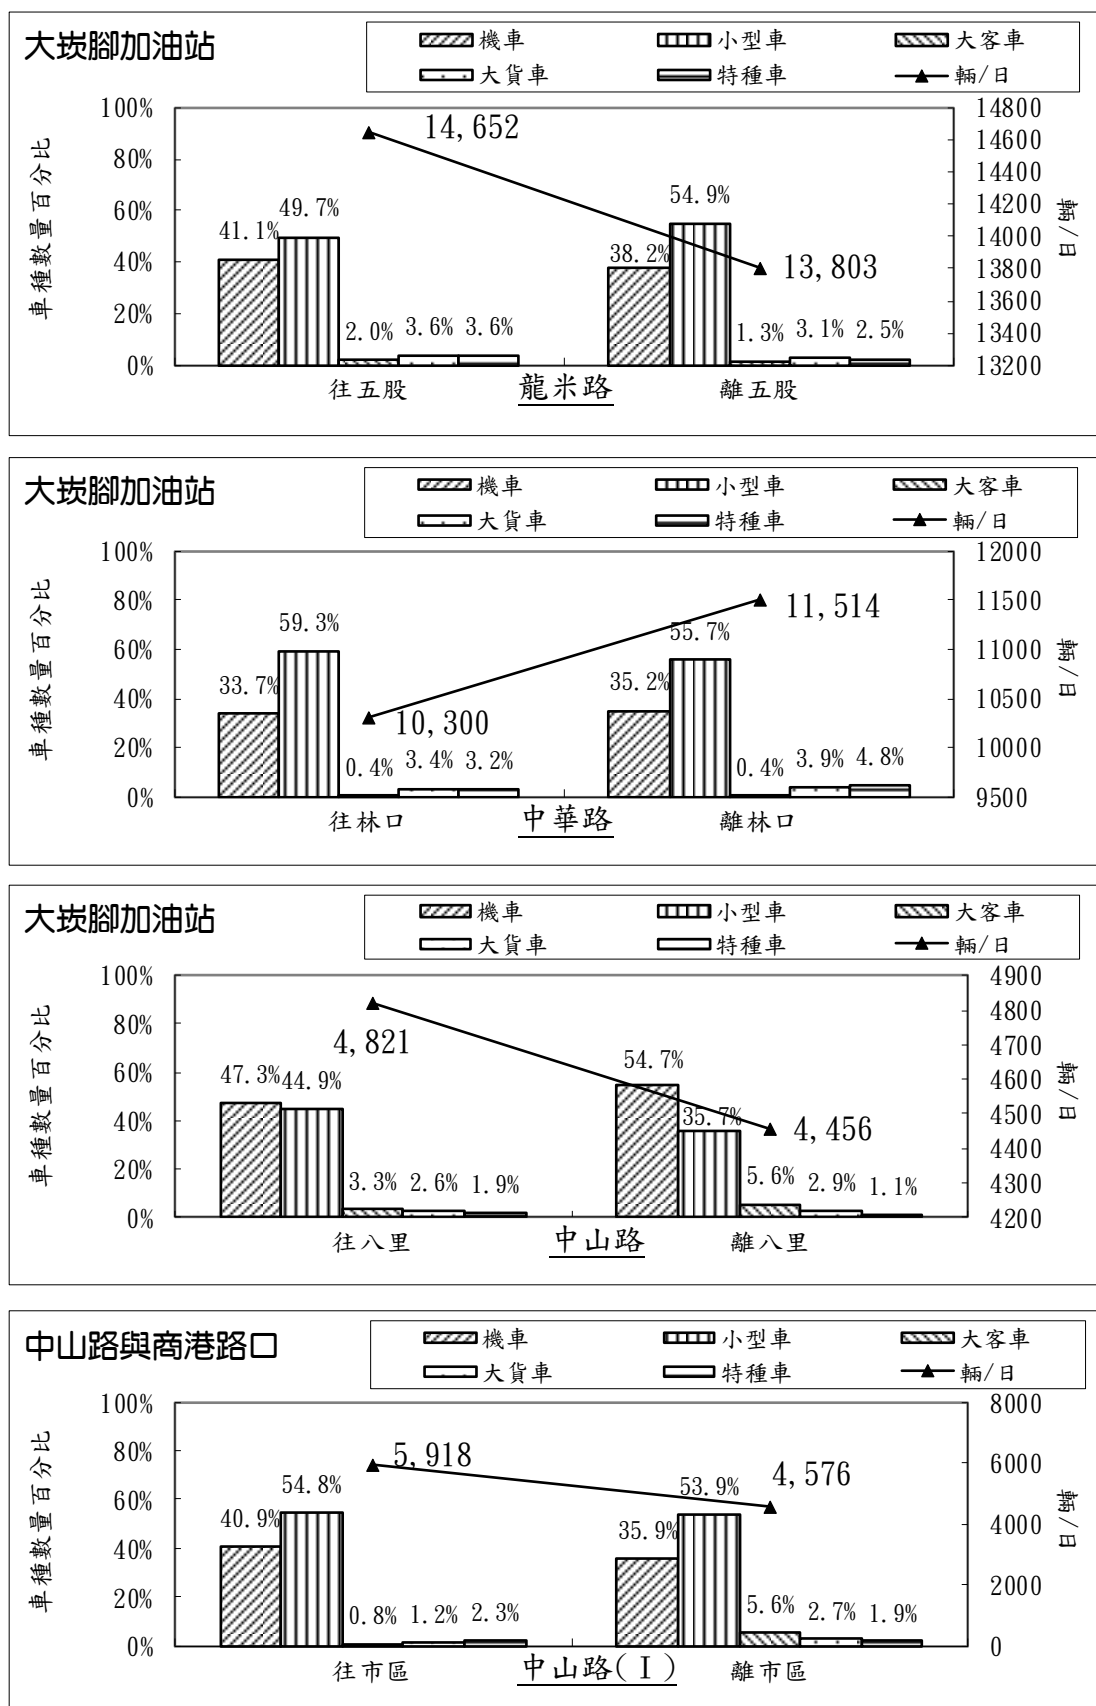 大崁腳加油站
機車 小型車 大客車
大貨車 特種車 輛/日
100% 14800
14,652 14600
80% 14400
54.9%
60% 49.7% 14200
41.1% 14000
40% 38.2% 13,803 13800
13600
20% 13400
2.0% 3.6% 3.6% 1.3% 3.1% 2.5%
0% 13200
車種數量百分比
輛/日
往五股 龍米路 離五股
大崁腳加油站
機車 小型車 大客車
大貨車 特種車 輛/日
100% 12000
80% 11,514 11500
59.3% 55.7%
60% 11000
33.7% 35.2%
40% 10500
10,300
20% 10000
0.4% 3.4% 3.2% 0.4% 3.9% 4.8%
0% 9500
車種數量百分比
輛/日
往林口 中華路 離林口
大崁腳加油站
機車 小型車 大客車
大貨車 特種車 輛/日
100% 4900
4800
80% 4,821 4700
54.7%
60% 47.3% 44.9% 4600
4500
40% 35.7% 4,456 4400
20% 3.3% 2.6% 1.9% 5.6% 2.9% 1.1% 4300
0% 4200
車種數量百分比
輛/日
往八里 中山路 離八里
中山路與商港路口
機車 小型車 大客車
大貨車 特種車 輛/日
100% 8000
80% 5,918 4,576 6000
54.8% 53.9%
60% 40.9% 35.9% 4000
40%
20% 2000
0.8% 1.2% 2.3% 5.6% 2.7% 1.9%
0% 0
車種數量百分比
輛/日
往市區 中山路(Ⅰ) 離市區